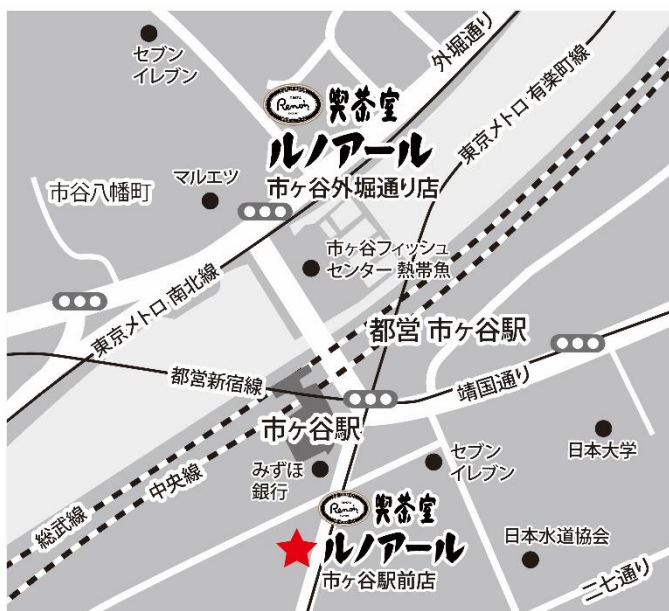 セブン
イレブン
外堀通り
Renoir
喫茶室
ルノアール
市ヶ谷外堀通り店
東京メトロ・有楽町線
マルエツ
市谷八幡町
市ヶ谷フィッシュ
センター 熱帯魚
東京メトロ・南北線
都営 市ヶ谷駅
都営新宿線
靖国通り
市ヶ谷駅
中央線
総武線
みずほ
銀行
セブン
イレブン
日本大学
Renoir
喫茶室
ルノアール
市ヶ谷駅前店
日本水道協会
二七通り